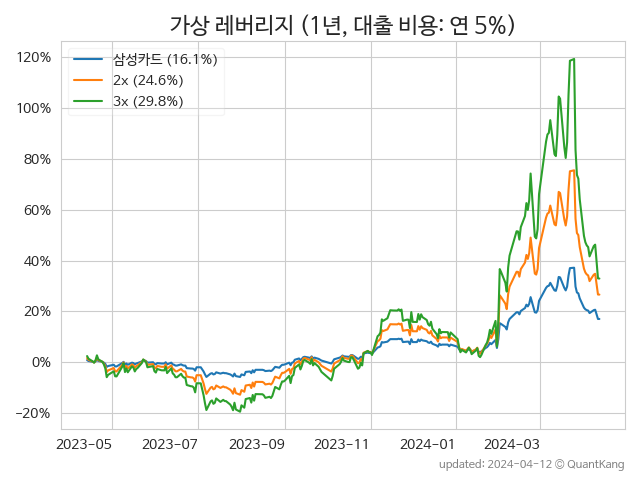 가상 레버리지 (1년, 대출 비용: 연 5%)
120%
100%
80%
60%
40%
20%
0%
−20%
삼성카드 (16.1%)
2x (24.6%)
3x (29.8%)
2023-05 2023-07 2023-09 2023-11 2024-01 2024-03
updated: 2024-04-12 © QuantKang